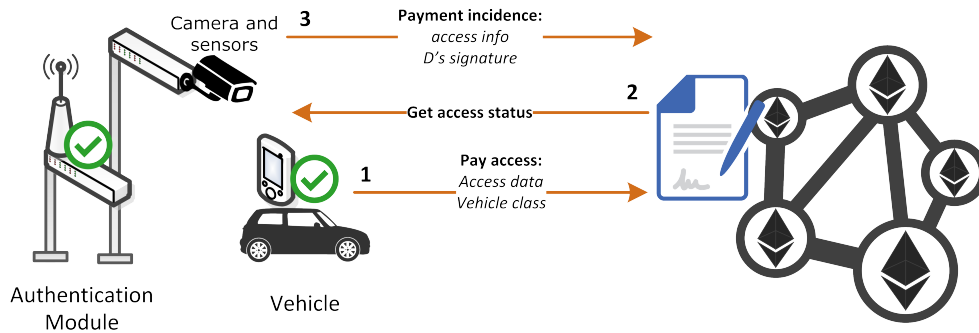 Camera and
sensors
3
Payment incidence:
access info
D's signature
Get access status
2
1
Pay access:
Access data
Vehicle class
Authentication
Module
Vehicle